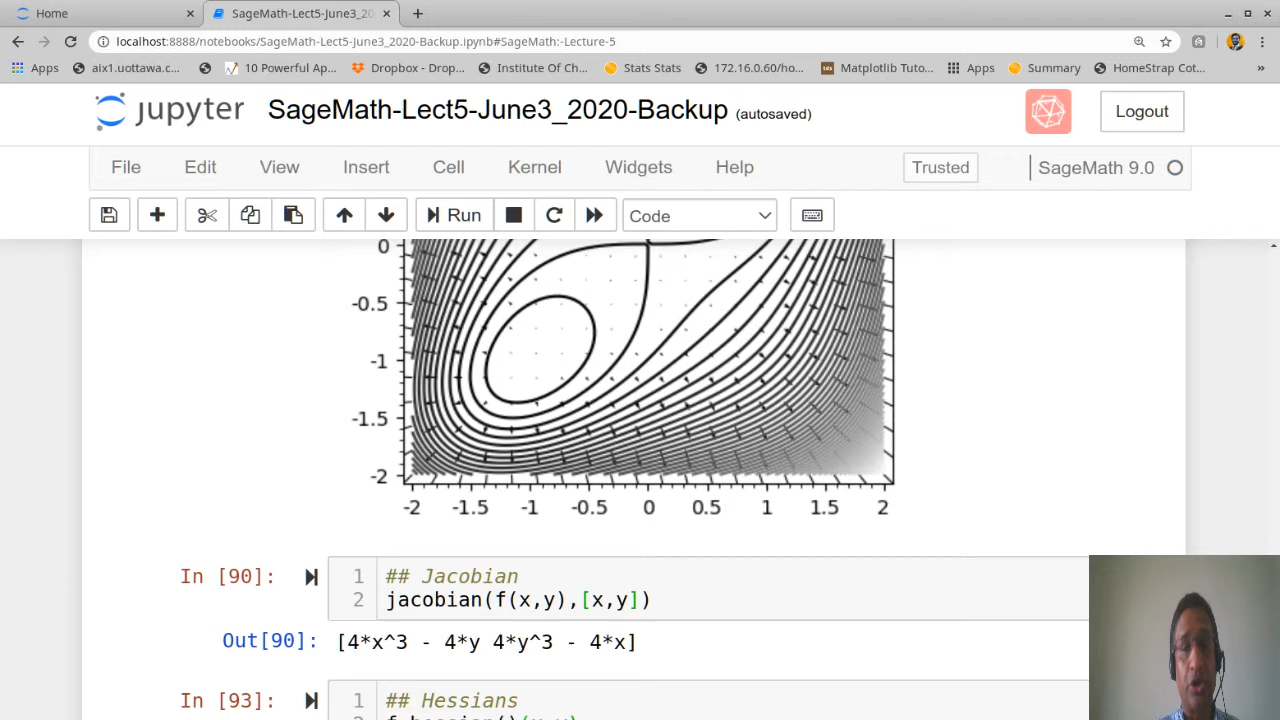 Home
SageMath-Lect5-June3_20
localhost:8888/notebooks/SageMath-Lect5-June3_2020-Backup.ipynb#SageMath:-Lecture-5
Apps aix1.uottawa.c... 10 Powerful Ap... Dropbox - Drop... Institute Of Ch... Stats Stats 172.16.0.60/ho... Matplotlib Tuto... Apps Summary HomeStrap Cot... »
jupyter SageMath-Lect5-June3_2020-Backup (autosaved) Logout
File Edit View Insert Cell Kernel Widgets Help Trusted SageMath 9.0
Run Code
0
-0.5
-1
-1.5
-2
-2 -1.5 -1 -0.5 0 0.5 1 1.5 2
In [90]: 1 ## Jacobian
2 jacobian(f(x,y),[x,y])
Out[90]: [4*x^3 - 4*y 4*y^3 - 4*x]
In [93]: 1 ## Hessians